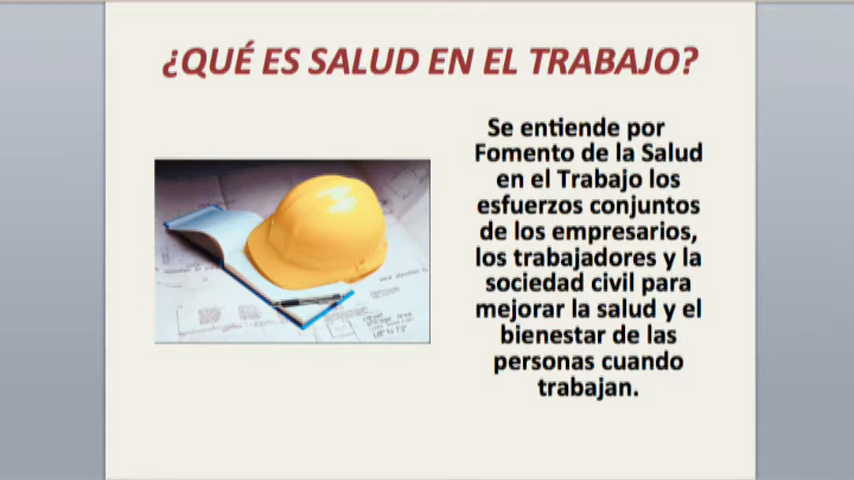 ¿QUÉ ES SALUD EN EL TRABAJO?
Se entiende por
Fomento de la Salud
en el Trabajo los
esfuerzos conjuntos
de los empresarios,
los trabajadores y la
sociedad civil para
mejorar la salud y el
bienestar de las
personas cuando
trabajan.